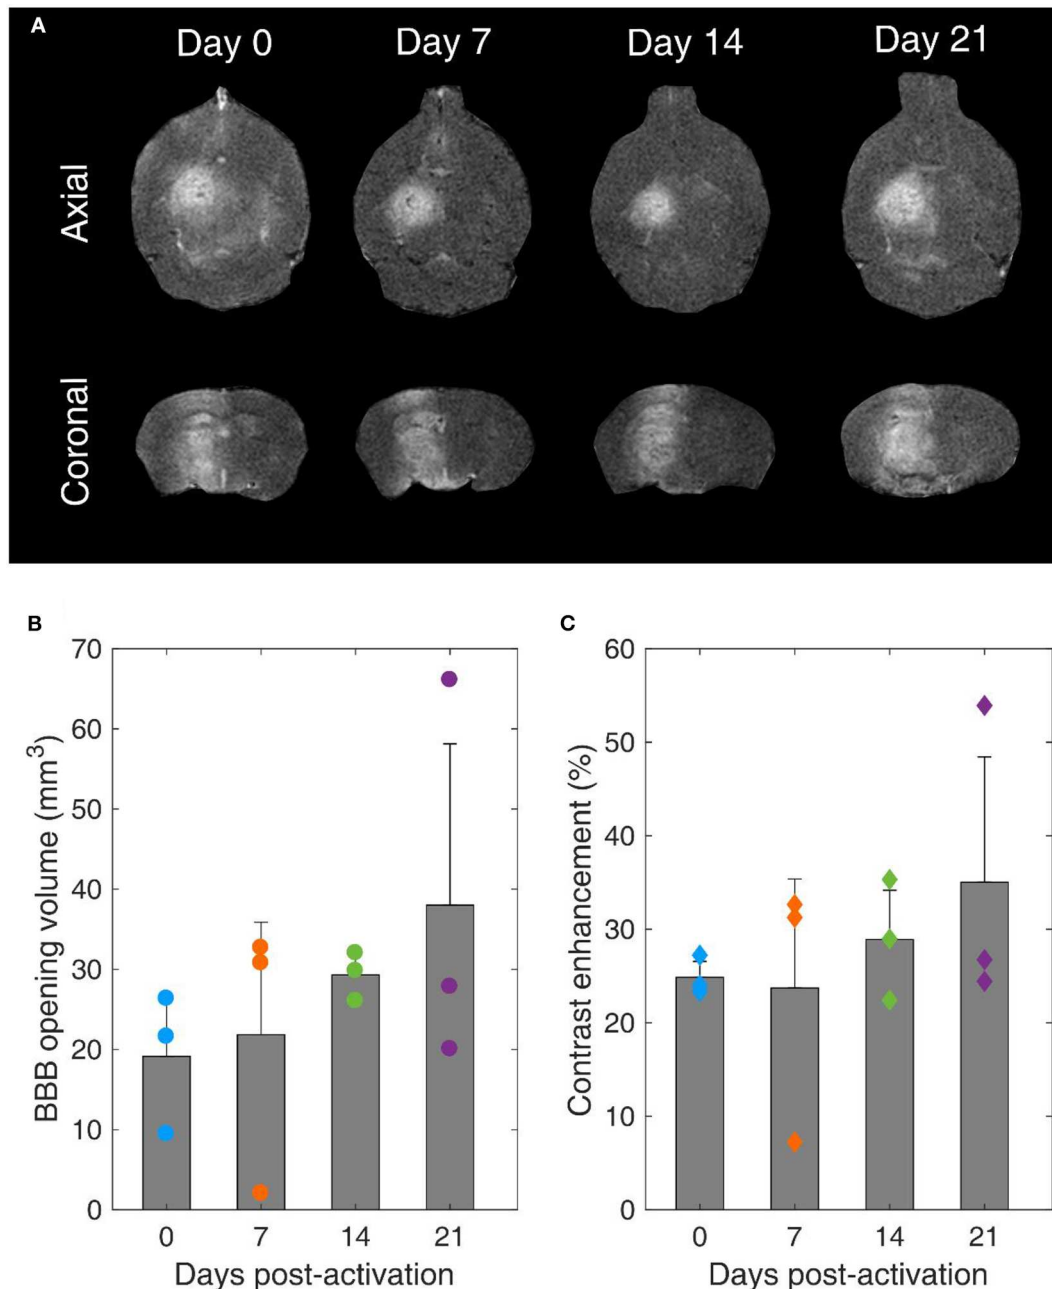 A
Day 0 Day 7 Day 14 Day 21
Axial
Coronal
B
BBB opening volume (mm³)
70
60
50
40
30
20
10
0
0 7 14 21
Days post-activation
C
Contrast enhancement (%)
60
50
40
30
20
10
0
0 7 14 21
Days post-activation